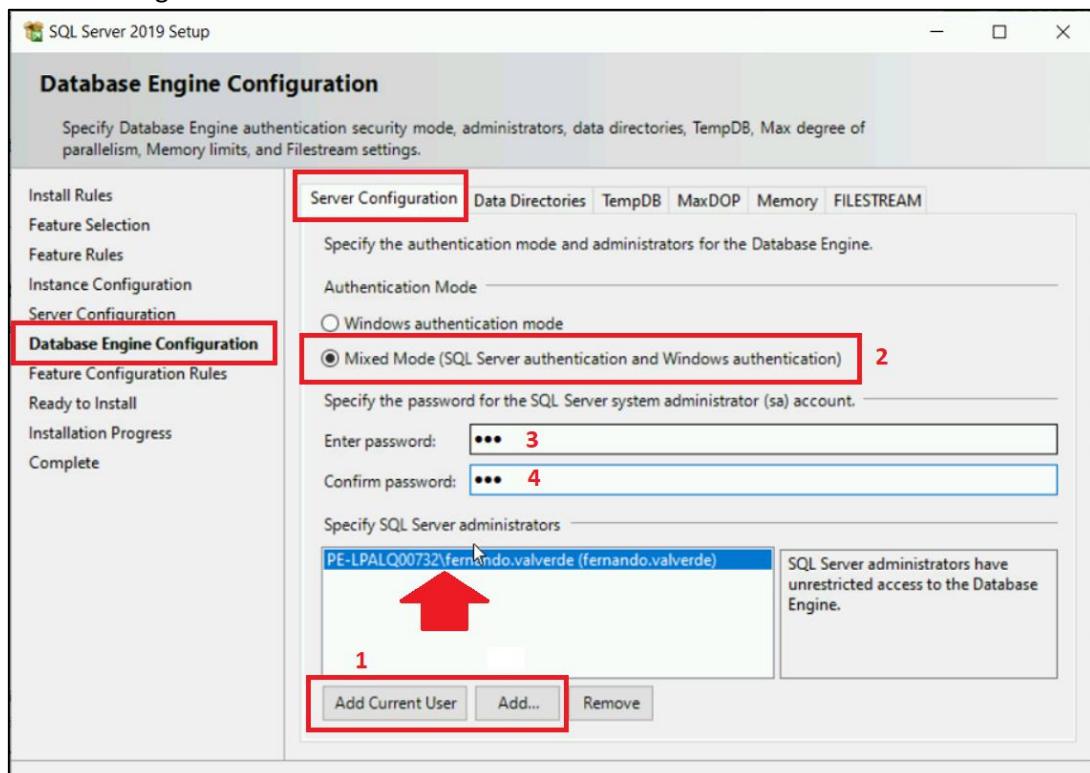 SQL Server 2019 Setup
Database Engine Configuration
Specify Database Engine authentication security mode, administrators, data directories, TempDB, Max degree of
parallelism, Memory limits, and Filestream settings.
Install Rules
Feature Selection
Feature Rules
Instance Configuration
Server Configuration
Database Engine Configuration
Feature Configuration Rules
Ready to Install
Installation Progress
Complete
Server Configuration Data Directories TempDB MaxDOP Memory FILESTREAM
Specify the authentication mode and administrators for the Database Engine.
Authentication Mode
Windows authentication mode
Mixed Mode (SQL Server authentication and Windows authentication) 2
Specify the password for the SQL Server system administrator (sa) account.
Enter password: ••• 3
Confirm password: ••• 4
Specify SQL Server administrators
PE-LPALQ00732\fernando.valverde (fernando.valverde)
SQL Server administrators have
unrestricted access to the Database
Engine.
1
Add Current User Add... Remove